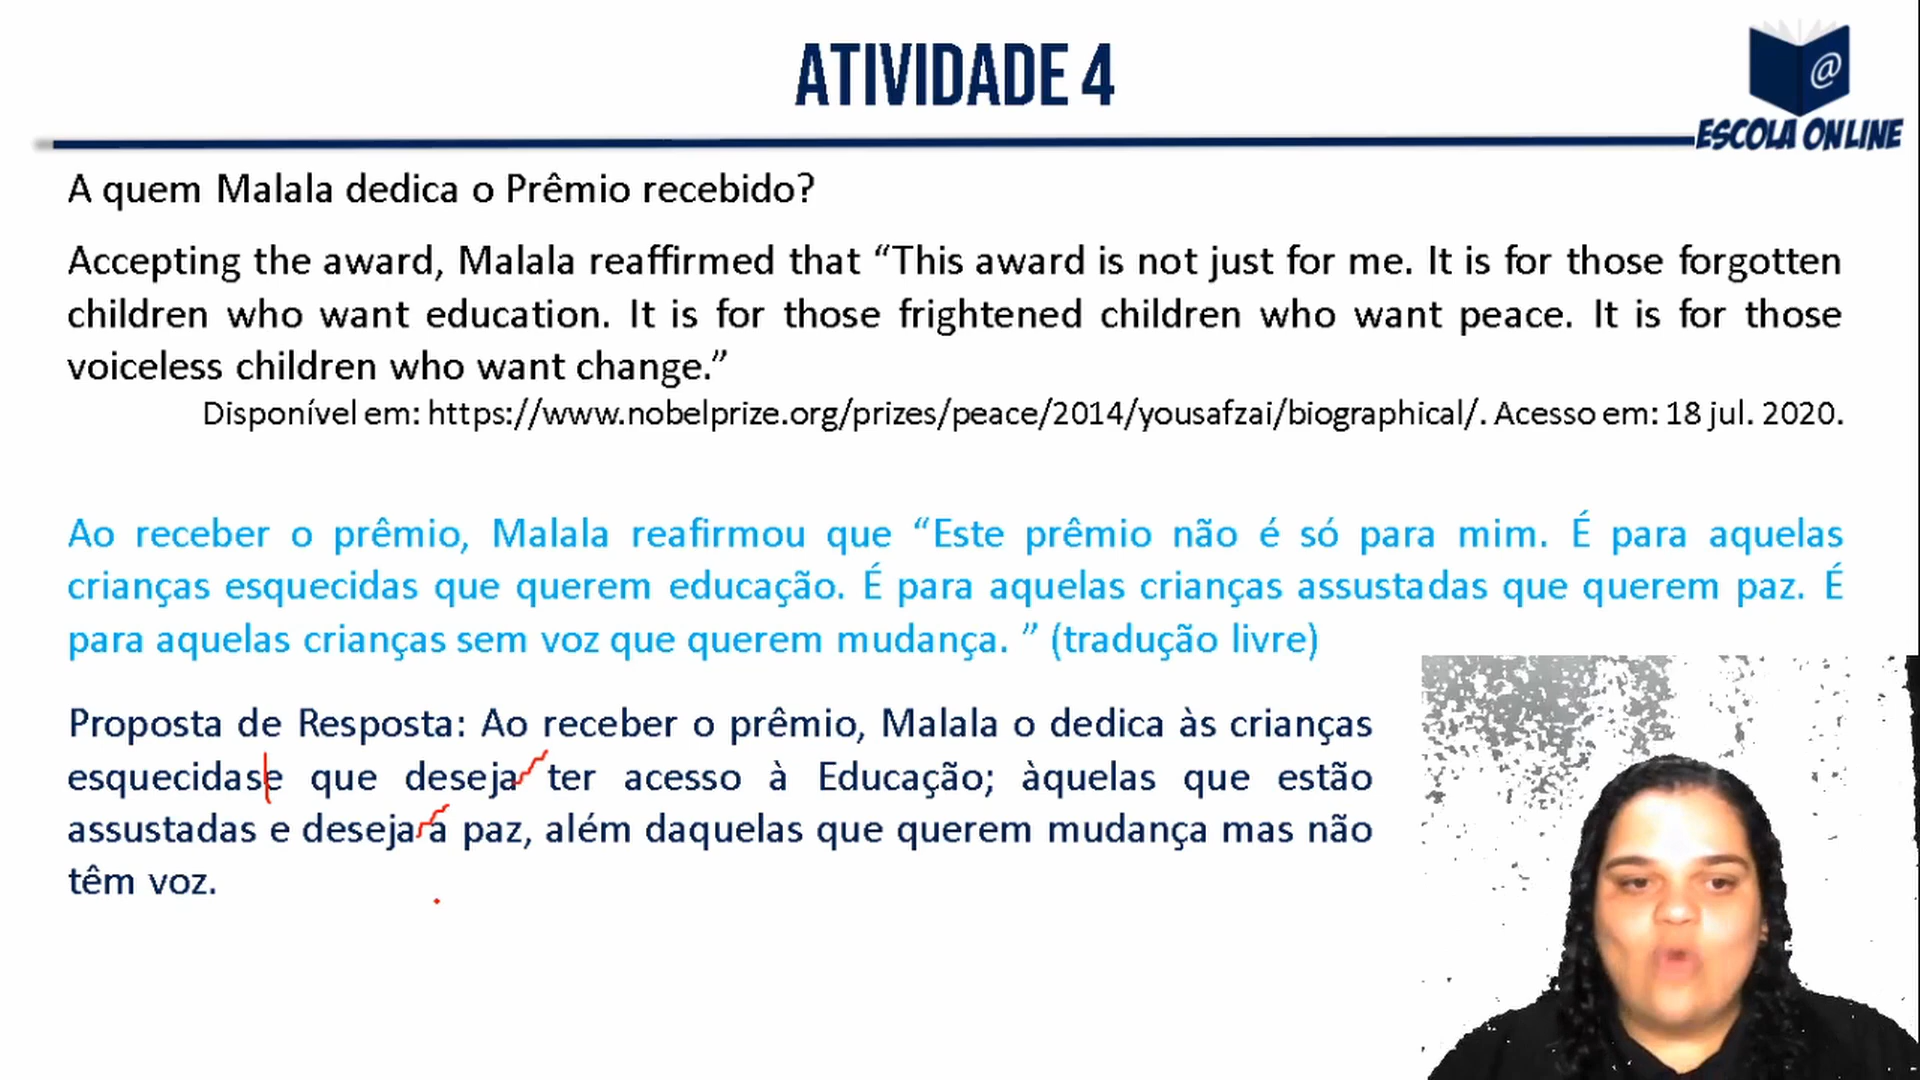 ATIVIDADE 4
@
ESCOLA ONLINE
A quem Malala dedica o Prêmio recebido?
Accepting the award, Malala reaffirmed that “This award is not just for me. It is for those forgotten
children who want education. It is for those frightened children who want peace. It is for those
voiceless children who want change.”
Disponível em: https://www.nobelprize.org/prizes/peace/2014/yousafzai/biographical/. Acesso em: 18 jul. 2020.
Ao receber o prêmio, Malala reafirmou que “Este prêmio não é só para mim. É para aquelas
crianças esquecidas que querem educação. É para aquelas crianças assustadas que querem paz. É
para aquelas crianças sem voz que querem mudança. ” (tradução livre)
Proposta de Resposta: Ao receber o prêmio, Malala o dedica às crianças
esquecidase que deseja ter acesso à Educação; àquelas que estão
assustadas e deseja a paz, além daquelas que querem mudança mas não
têm voz.